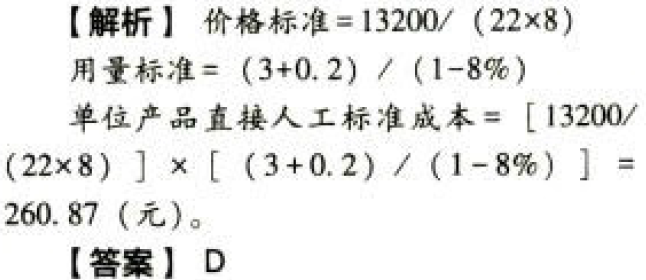 【解析】 价格标准=13200/ (22×8)
用量标准= (3+0.2) / (1-8%)
单位产品直接人工标准成本= [13200/
(22×8) ] × [ (3+0.2) / (1-8%) ] =
260.87 (元)。
【答案】 D